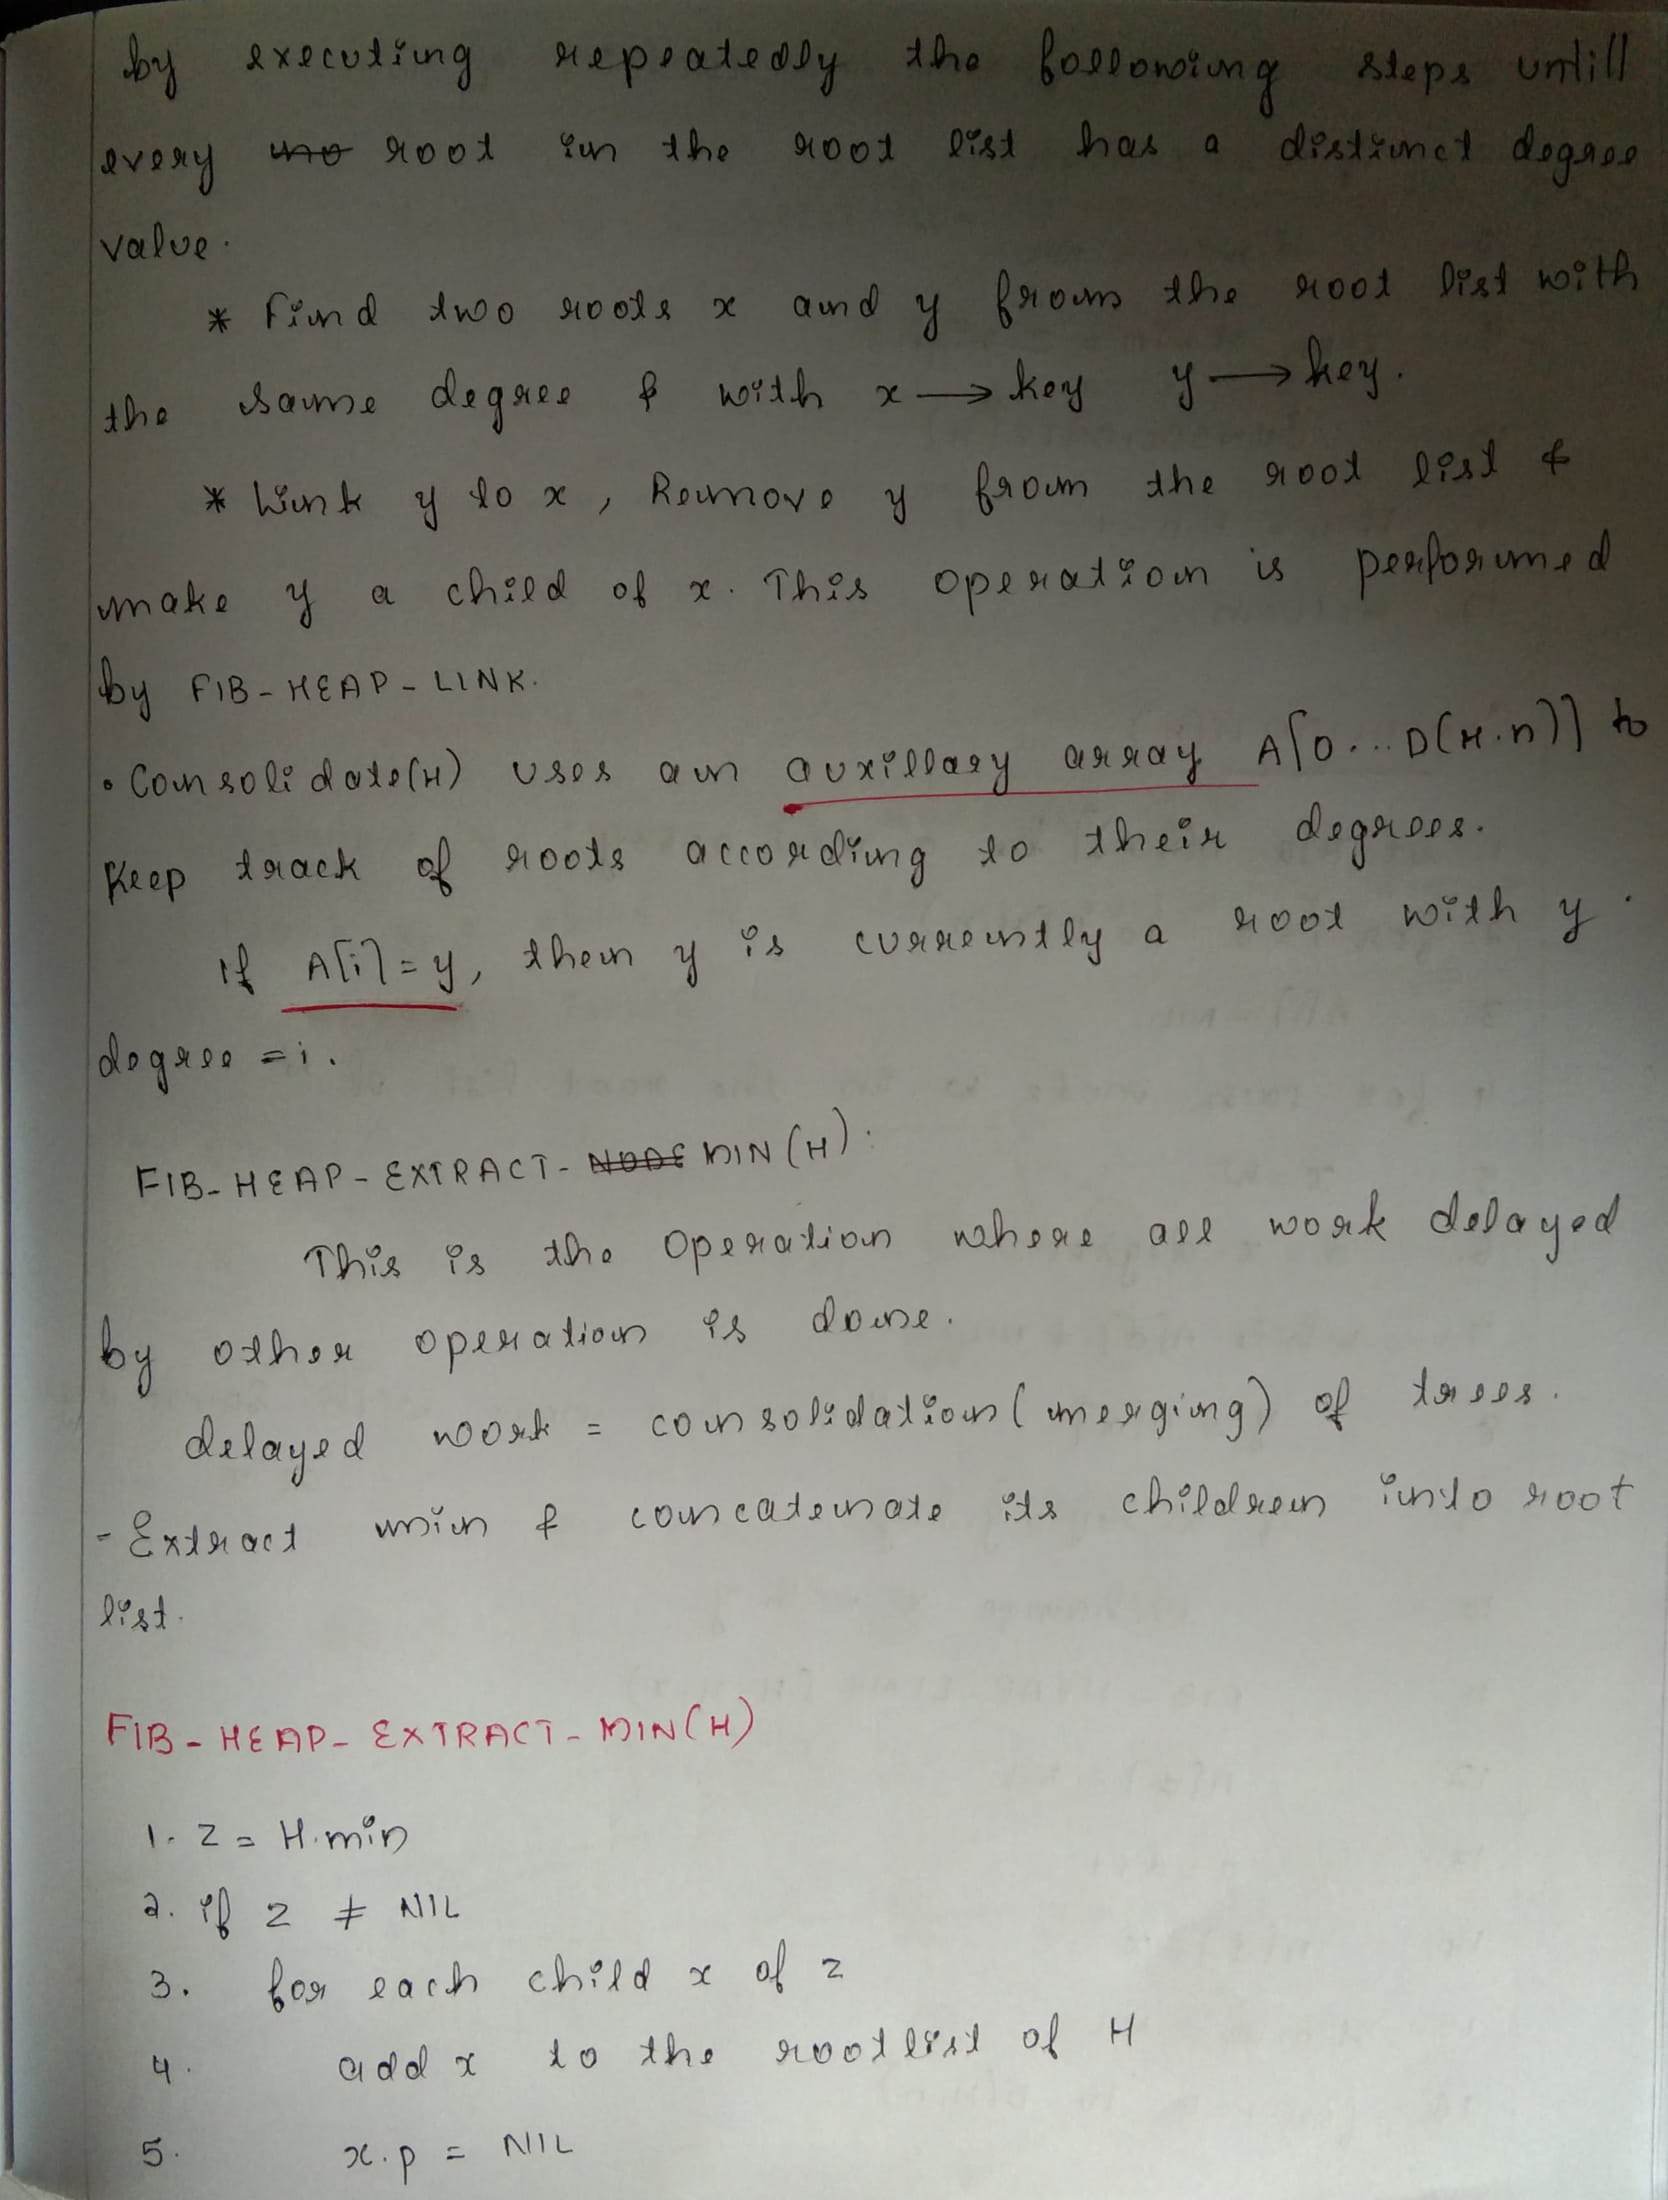 by executing repeatedly the following steps untill
every no root in the root list has a distinct degree
value.
* Find two roots x and y from the root list with
the same degree & with x → key y → key.
* Link y to x, Remove y from the root list &
make y a child of x. This operation is performed
by FIB-HEAP-LINK.
• Consolidate(H) uses an auxillary array A[0...D(H.n)] to
Keep track of roots according to their degrees.
If A[i]=y, then y is currently a root with y.
degree = i.
FIB-HEAP-EXTRACT-NODE MIN(H):
This is the operation where all work delayed
by other operation is done.
delayed work = consolidation (merging) of trees.
- Extract min & concatenate its children into root
list.
FIB-HEAP-EXTRACT-MIN(H)
1. z = H.min
2. if z ≠ NIL
3. for each child x of z
4. add x to the root list of H
5. x.p = NIL